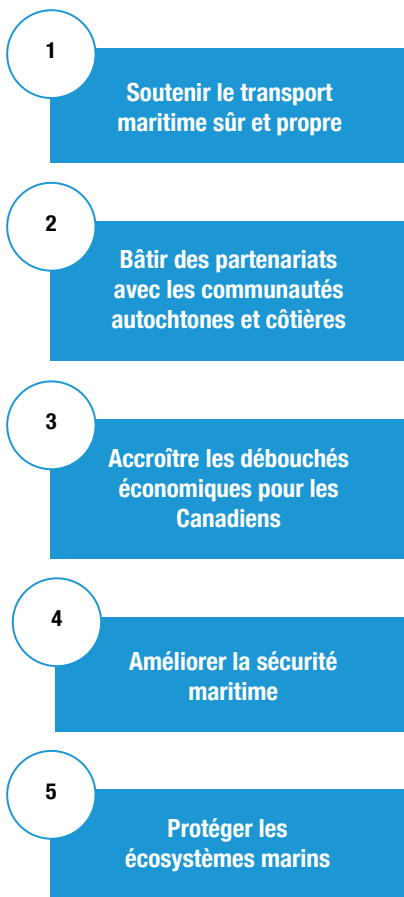 1
Soutenir le transport
maritime sûr et propre
2
Bâtir des partenariats
avec les communautés
autochtones et côtières
3
Accroître les débouchés
économiques pour les
Canadiens
4
Améliorer la sécurité
maritime
5
Protéger les
écosystèmes marins